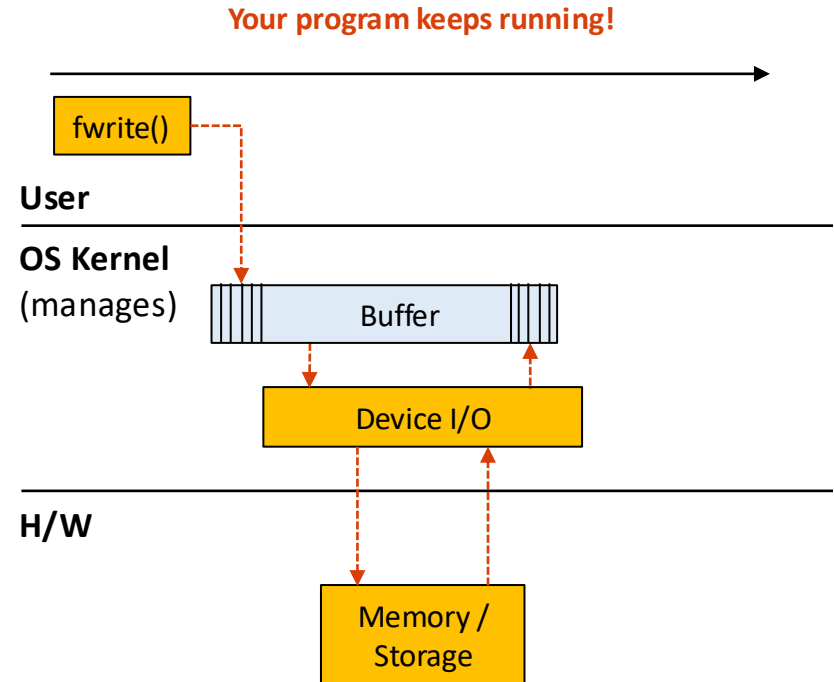 Your program keeps running!
fwrite()
User
OS Kernel
(manages)
Buffer
Device I/O
H/W
Memory /
Storage